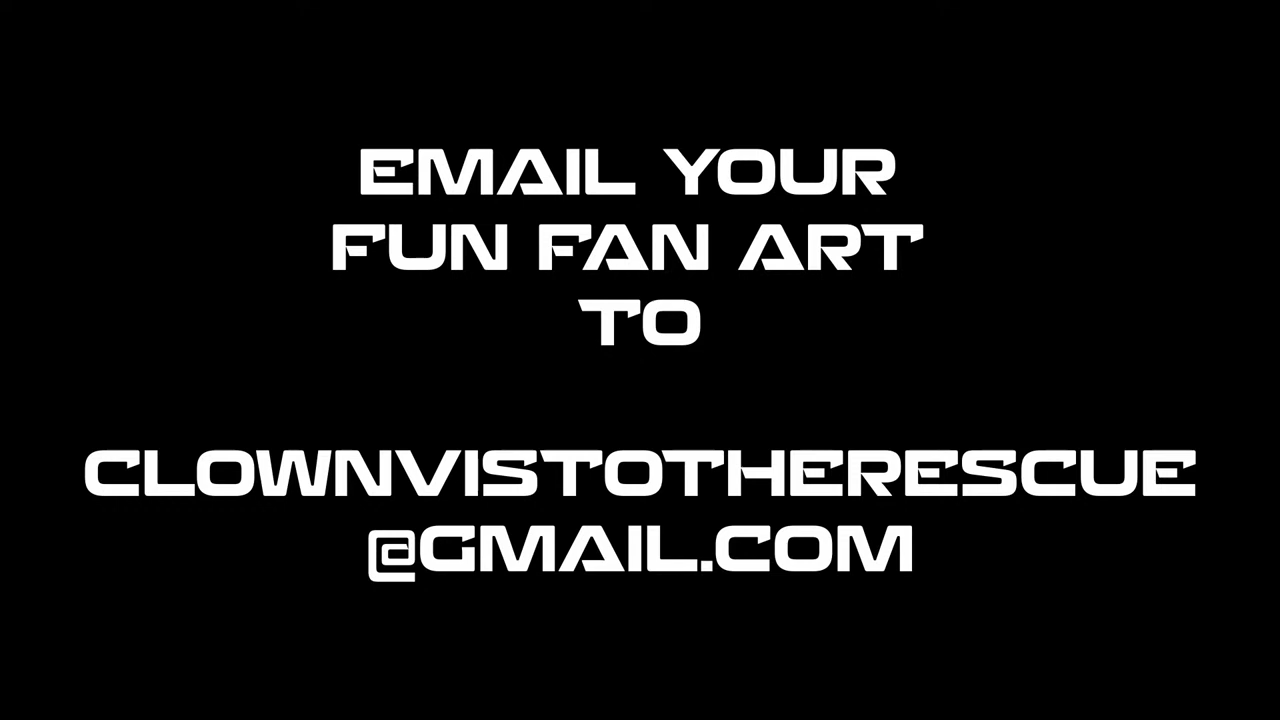 EMAIL YOUR
FUN FAN ART
TO
CLOWNVISTOTHERESCUE
@GMAIL.COM